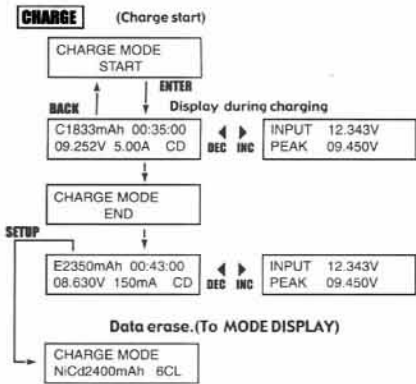 CHARGE (Charge start)
CHARGE MODE
START
BACK ENTER
Display during charging
C1833mAh 00:35:00
09.252V 5.00A CD
DEC INC
INPUT 12.343V
PEAK 09.450V
CHARGE MODE
END
SETUP
E2350mAh 00:43:00
08.630V 150mA CD
DEC INC
INPUT 12.343V
PEAK 09.450V
Data erase.(To MODE DISPLAY)
CHARGE MODE
NiCd2400mAh 6CL